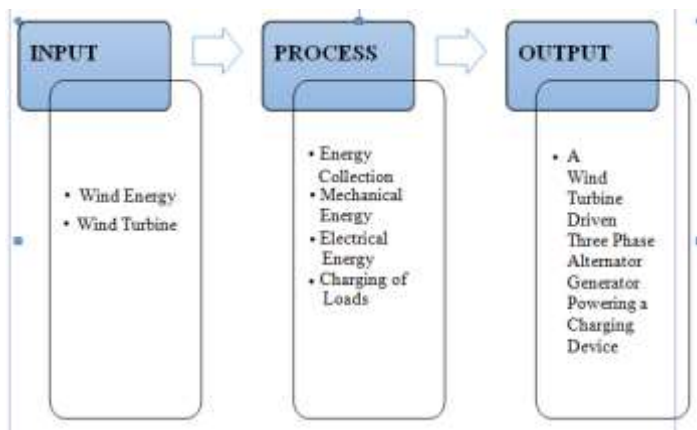 INPUT
• Wind Energy
• Wind Turbine
PROCESS
• Energy
Collection
• Mechanical
Energy
• Electrical
Energy
• Charging of
Loads
OUTPUT
• A
Wind
Turbine
Driven
Three Phase
Alternator
Generator
Powering a
Charging
Device